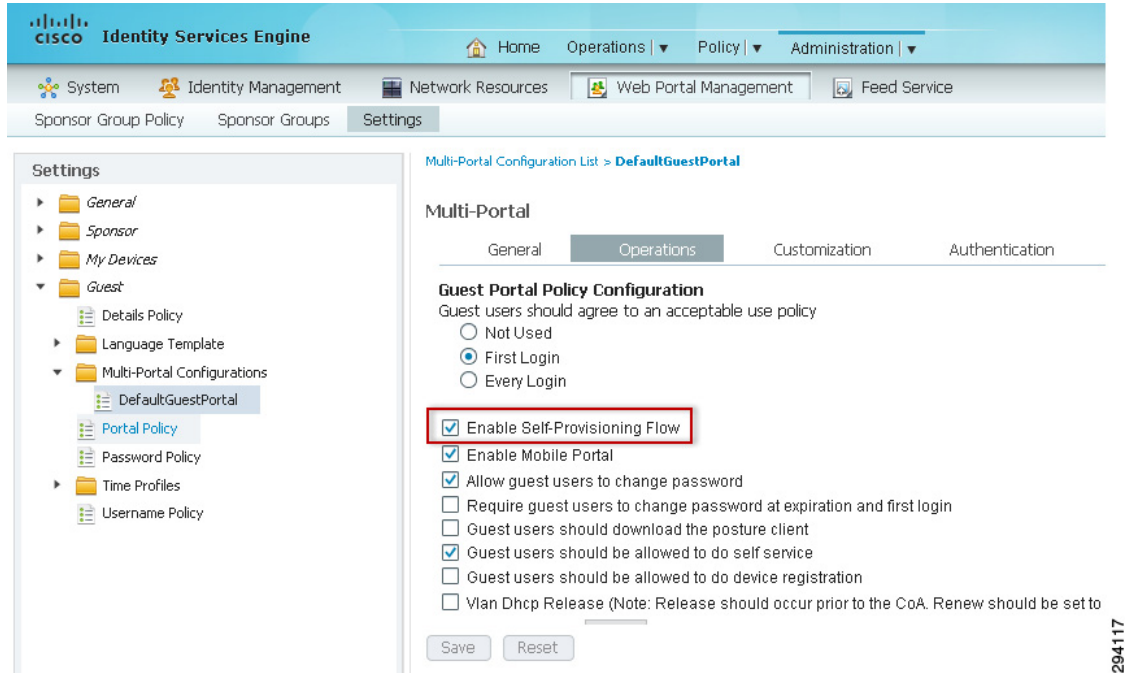 CISCO Identity Services Engine
Home Operations | ▼ Policy | ▼ Administration | ▼
System Identity Management Network Resources Web Portal Management Feed Service
Sponsor Group Policy Sponsor Groups Settings
Settings
General
Sponsor
My Devices
Guest
Details Policy
Language Template
Multi-Portal Configurations
DefaultGuestPortal
Portal Policy
Password Policy
Time Profiles
Username Policy
Multi-Portal Configuration List > DefaultGuestPortal
Multi-Portal
General Operations Customization Authentication
Guest Portal Policy Configuration
Guest users should agree to an acceptable use policy
Not Used
First Login
Every Login
Enable Self-Provisioning Flow
Enable Mobile Portal
Allow guest users to change password
Require guest users to change password at expiration and first login
Guest users should download the posture client
Guest users should be allowed to do self service
Guest users should be allowed to do device registration
Vlan Dhcp Release (Note: Release should occur prior to the CoA. Renew should be set to
Save Reset
294117